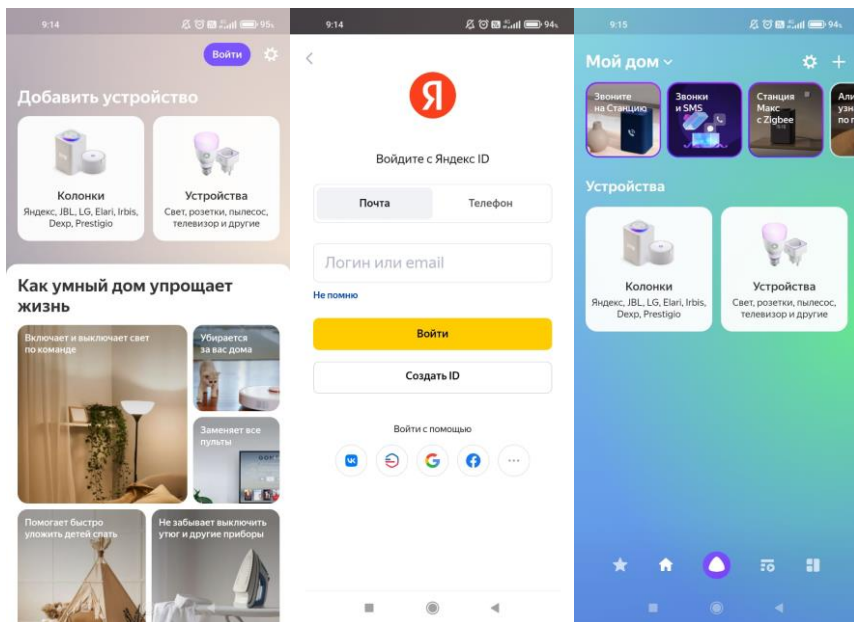 9:14
95%
Войти
Добавить устройство
Колонки
Яндекс, JBL, LG, Elari, Irbis,
Dexp, Prestigio
Устройства
Свет, розетки, пылесос,
телевизор и другие
Как умный дом упрощает
жизнь
Включает и выключает свет
по команде
Убирается
за вас дома
Заменяет все
пульты
Помогает быстро
уложить детей спать
Не забывает выключить
утюг и другие приборы
9:14
94%
Я
Войдите с Яндекс ID
Почта
Телефон
Логин или email
Не помню
Войти
Создать ID
Войти с помощью
9:15
94%
Мой дом
Звоните
на Станцию
Звонки
и SMS
Станция
Макс
с Zigbee
Али
узн
по г
Устройства
Колонки
Яндекс, JBL, LG, Elari, Irbis,
Dexp, Prestigio
Устройства
Свет, розетки, пылесос,
телевизор и другие